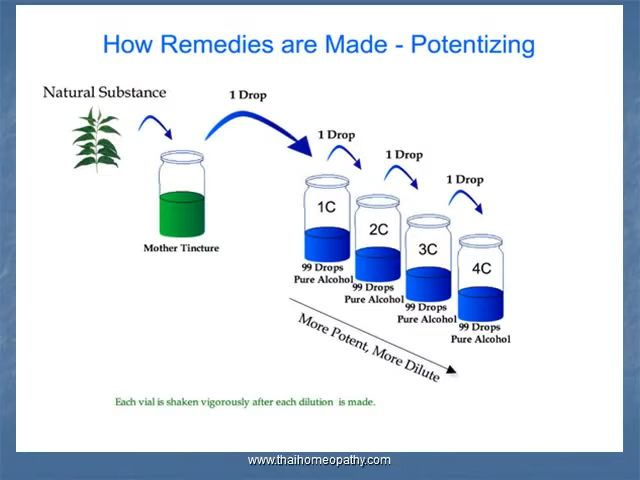 How Remedies are Made - Potentizing
Natural Substance
1 Drop
1 Drop
1 Drop
1 Drop
Mother Tincture
1C
2C
3C
4C
99 Drops
Pure Alcohol
99 Drops
Pure Alcohol
99 Drops
Pure Alcohol
99 Drops
Pure Alcohol
More Potent, More Dilute
Each vial is shaken vigorously after each dilution is made.
www.thaihomeopathy.com